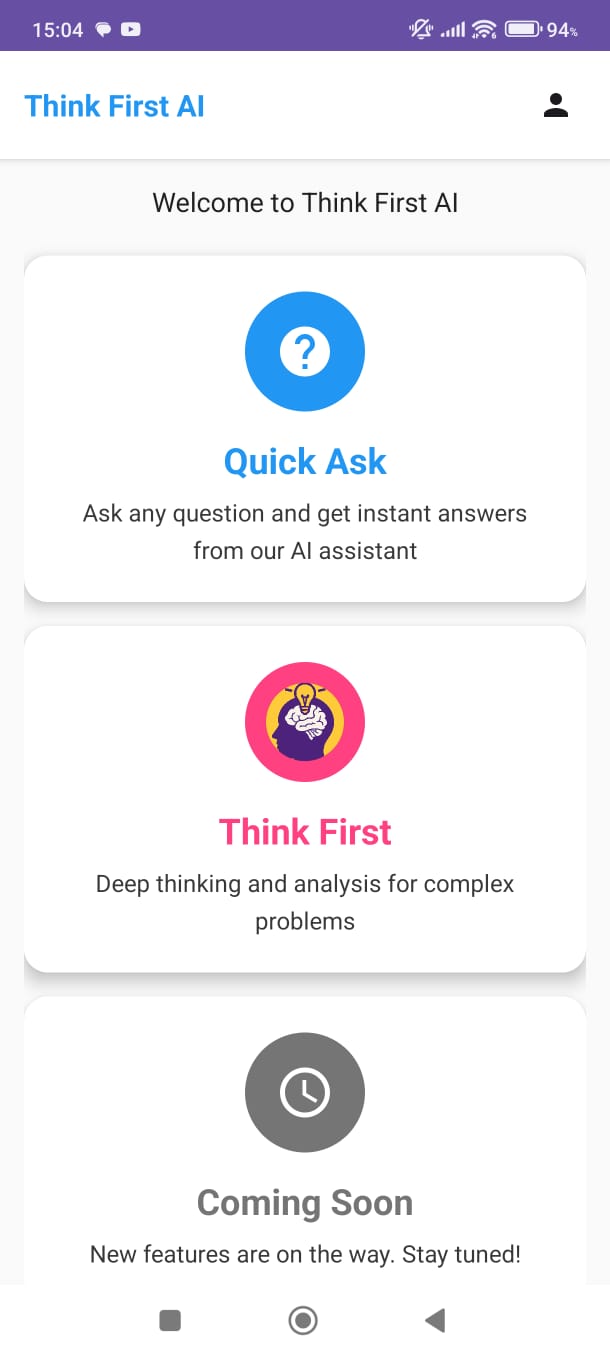 15:04
94%
Think First AI
Welcome to Think First AI
?
Quick Ask
Ask any question and get instant answers
from our AI assistant
Think First
Deep thinking and analysis for complex
problems
Coming Soon
New features are on the way. Stay tuned!